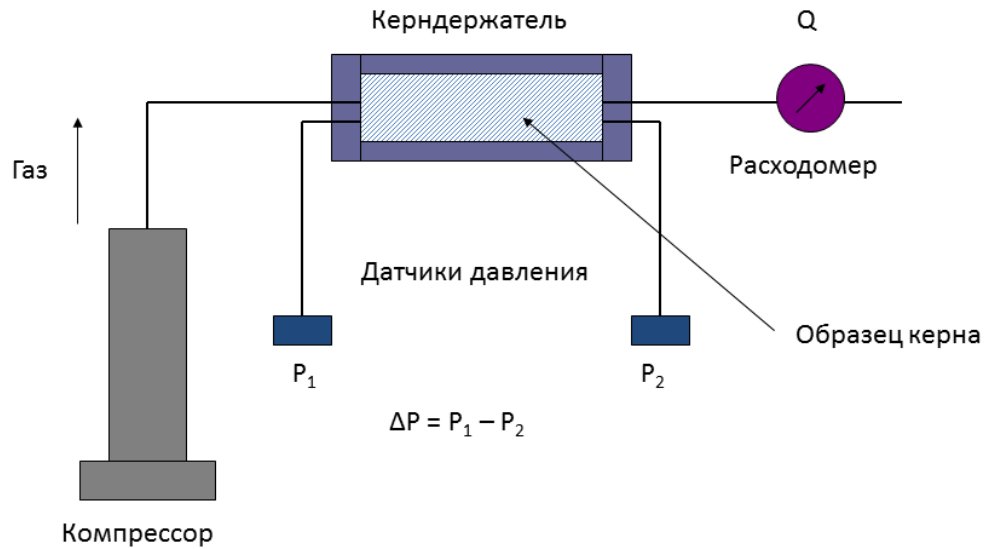 Керндержатель
Q
Газ
Расходомер
Датчики давления
Образец керна
P₁
P₂
ΔP = P₁ – P₂
Компрессор